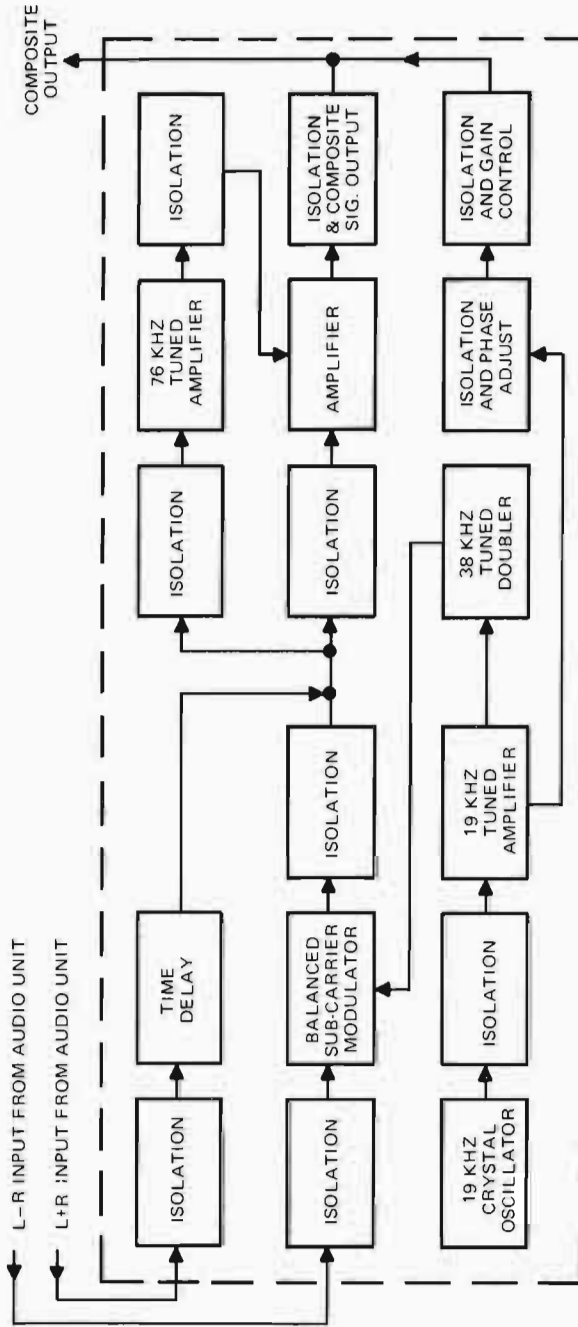 L–R INPUT FROM AUDIO UNIT
L+R INPUT FROM AUDIO UNIT
COMPOSITE
OUTPUT
ISOLATION
TIME
DELAY
ISOLATION
76 KHZ
TUNED
AMPLIFIER
ISOLATION
ISOLATION
BALANCED
SUB-CARRIER
MODULATOR
ISOLATION
ISOLATION
AMPLIFIER
ISOLATION
& COMPOSITE
SIG. OUTPUT
19 KHZ
CRYSTAL
OSCILLATOR
ISOLATION
19 KHZ
TUNED
AMPLIFIER
38 KHZ
TUNED
DOUBLER
ISOLATION
AND PHASE
ADJUST
ISOLATION
AND GAIN
CONTROL